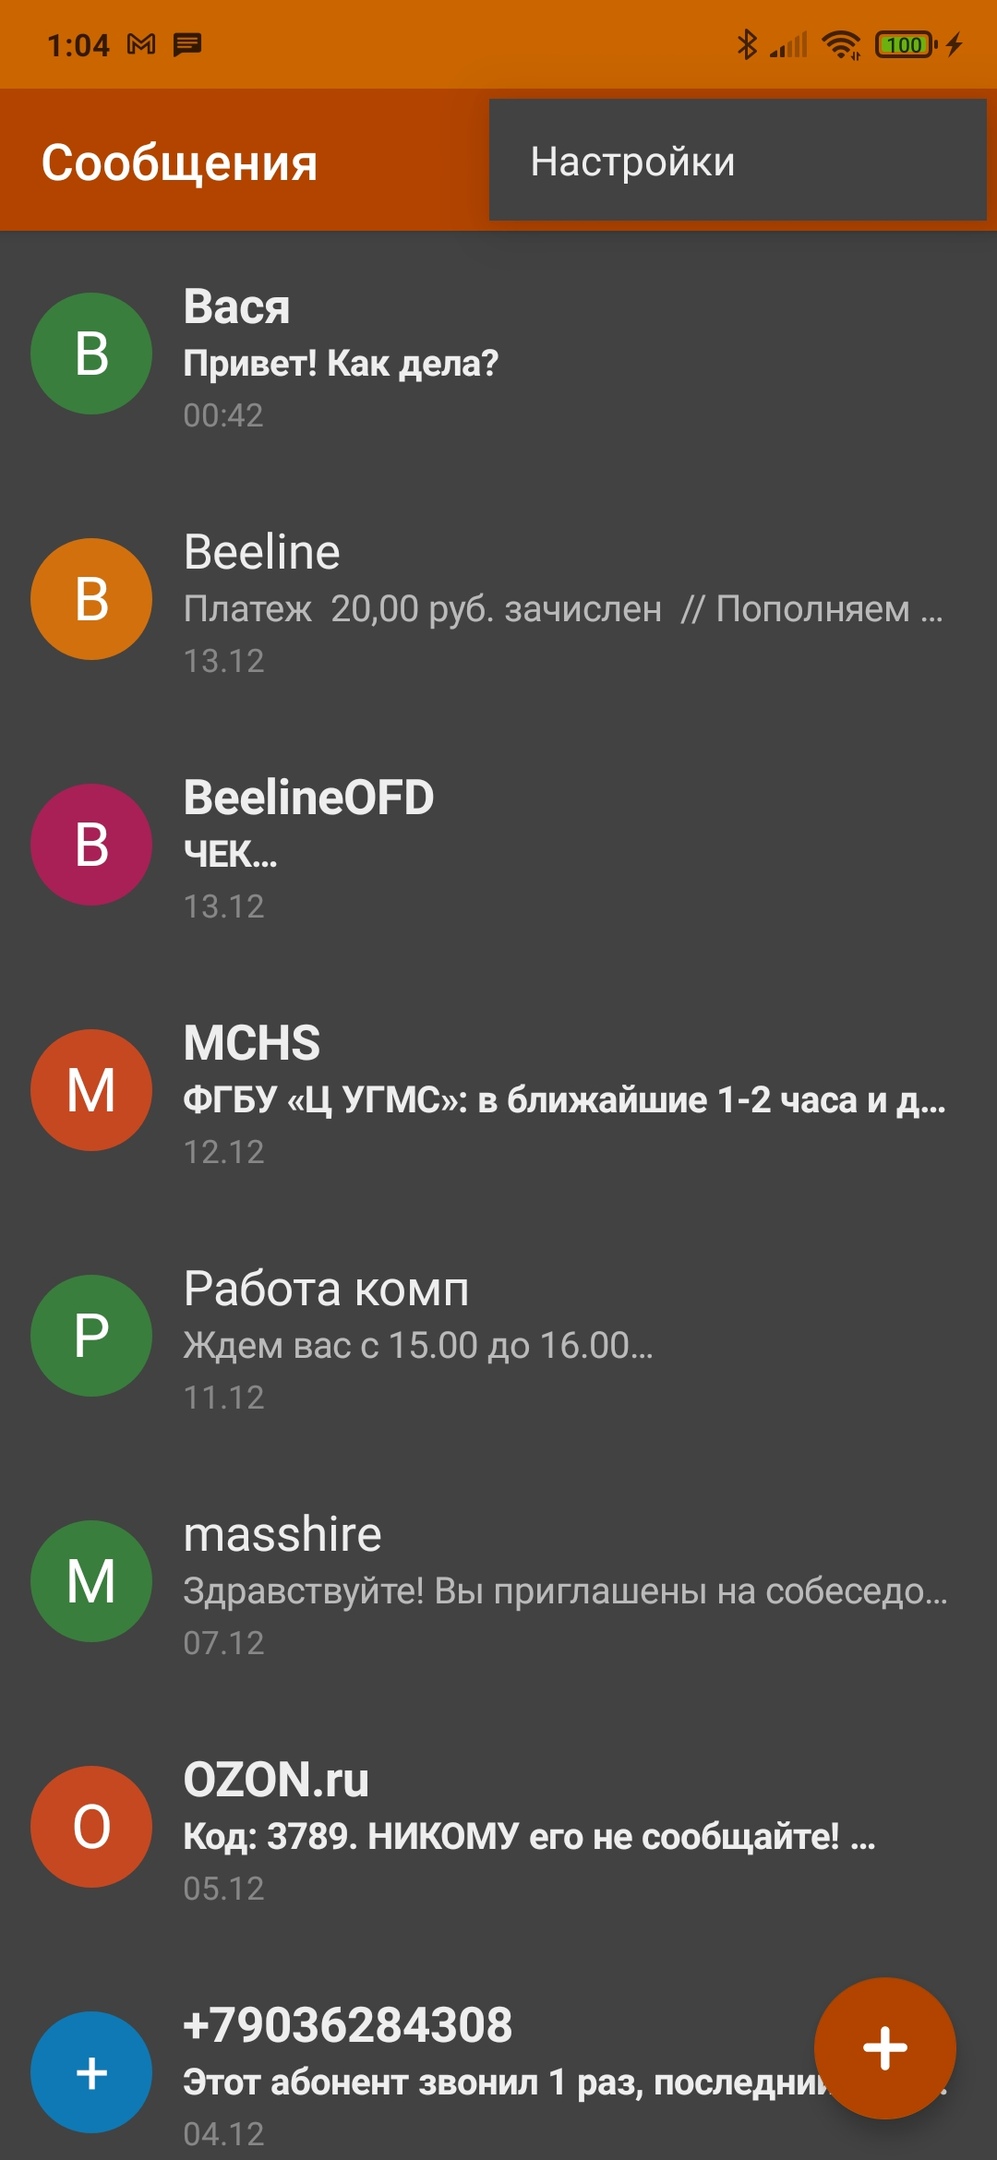 1:04
100
Сообщения
Настройки
В
Вася
Привет! Как дела?
00:42
B
Beeline
Платеж  20,00 руб. зачислен  // Пополняем ...
13.12
B
BeelineOFD
ЧЕК...
13.12
M
MCHS
ФГБУ «Ц УГМС»: в ближайшие 1-2 часа и д...
12.12
Р
Работа комп
Ждем вас с 15.00 до 16.00...
11.12
M
masshire
Здравствуйте! Вы приглашены на собеседо...
07.12
O
OZON.ru
Код: 3789. НИКОМУ его не сообщайте! ...
05.12
+
+79036284308
Этот абонент звонил 1 раз, последний
04.12
+